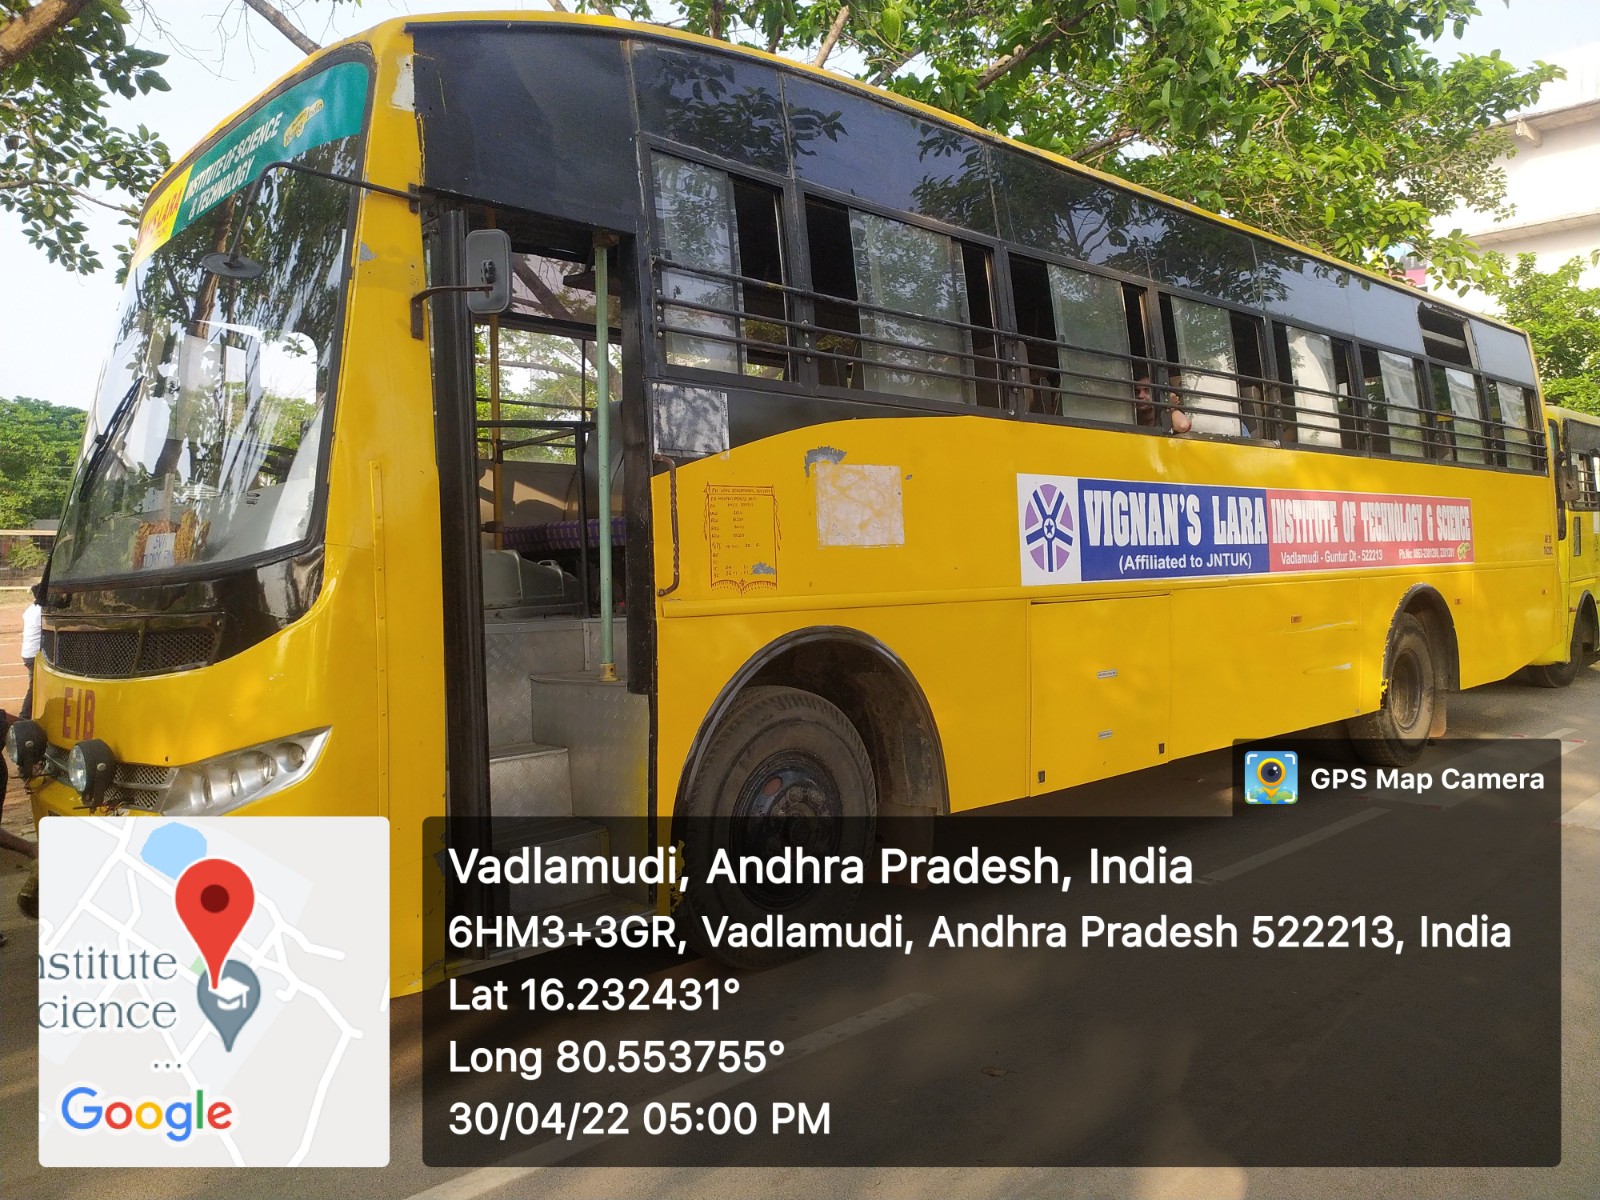 INSTITUTE OF SCIENCE
& TECHNOLOGY
EIB
VIGNAN'S LARA INSTITUTE OF TECHNOLOGY & SCIENCE
(Affiliated to JNTUK) Vadlamudi - Guntur Dt - 522213
GPS Map Camera
Vadlamudi, Andhra Pradesh, India
6HM3+3GR, Vadlamudi, Andhra Pradesh 522213, India
Lat 16.232431°
Long 80.553755°
30/04/22 05:00 PM
nstitute
cience
...
Google